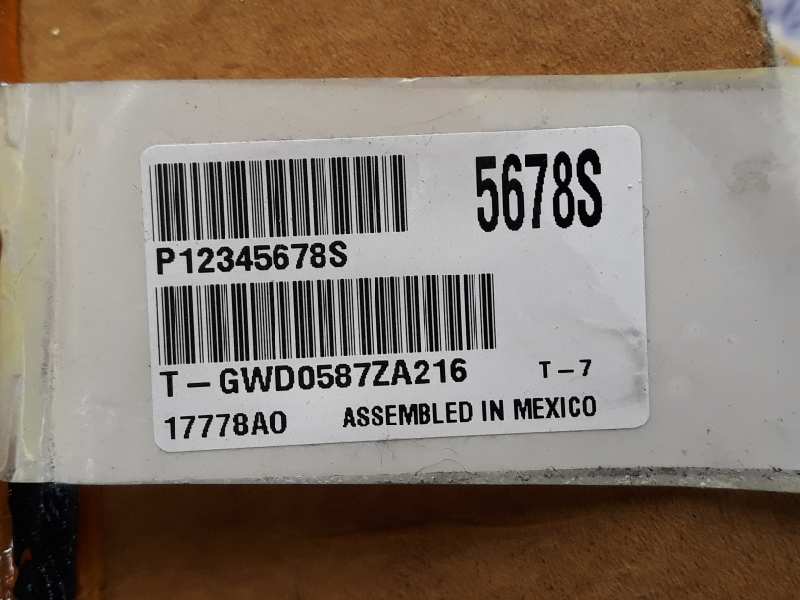 5678S
P12345678S
T-GWD0587ZA216 T-7
17778A0 ASSEMBLED IN MEXICO